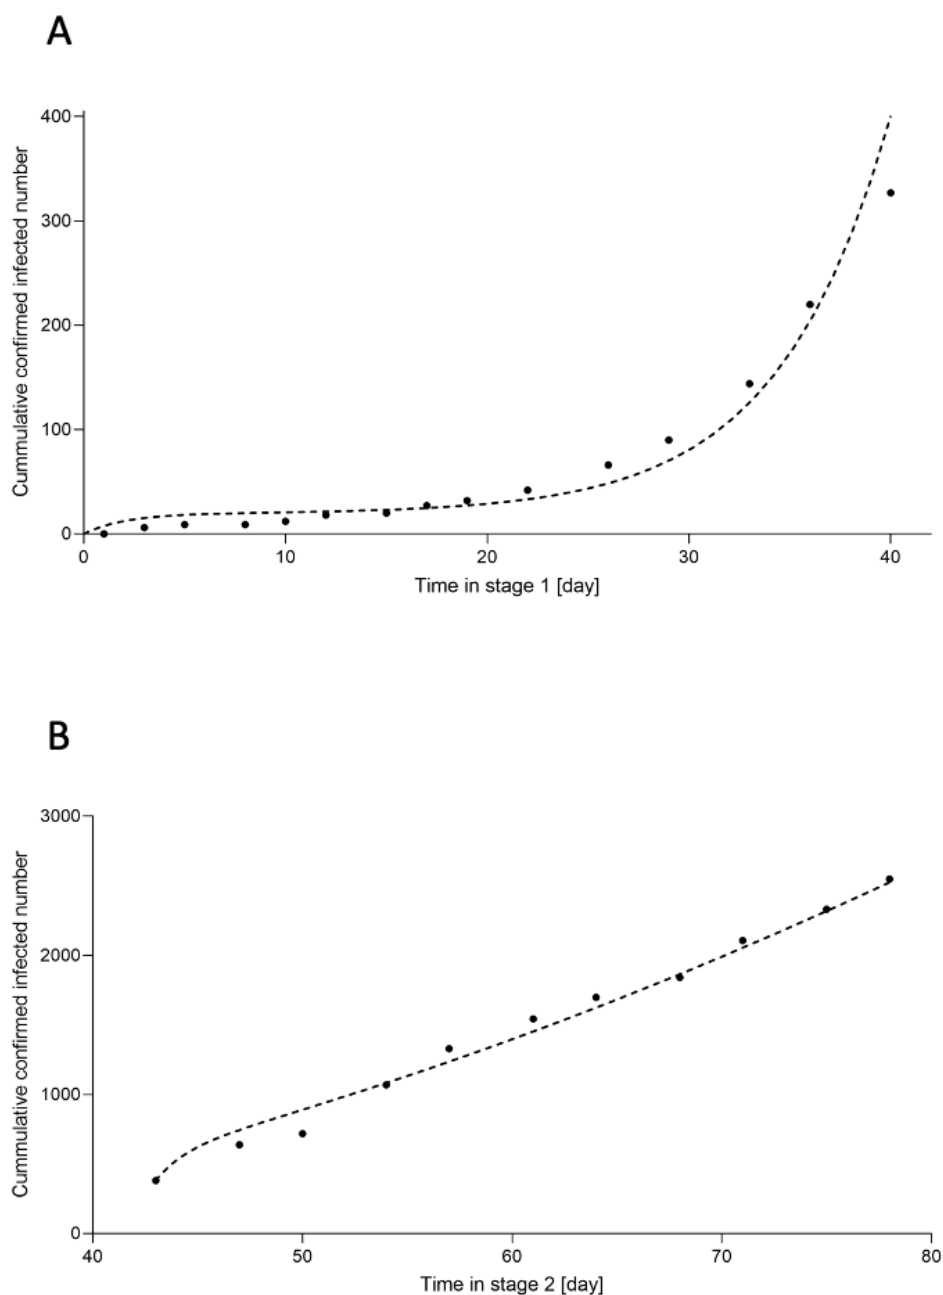 A
400
300
200
100
0
0 10 20 30 40
Cummulative confirmed infected number
Time in stage 1 [day]
B
3000
2000
1000
0
40 50 60 70 80
Cummulative confirmed infected number
Time in stage 2 [day]